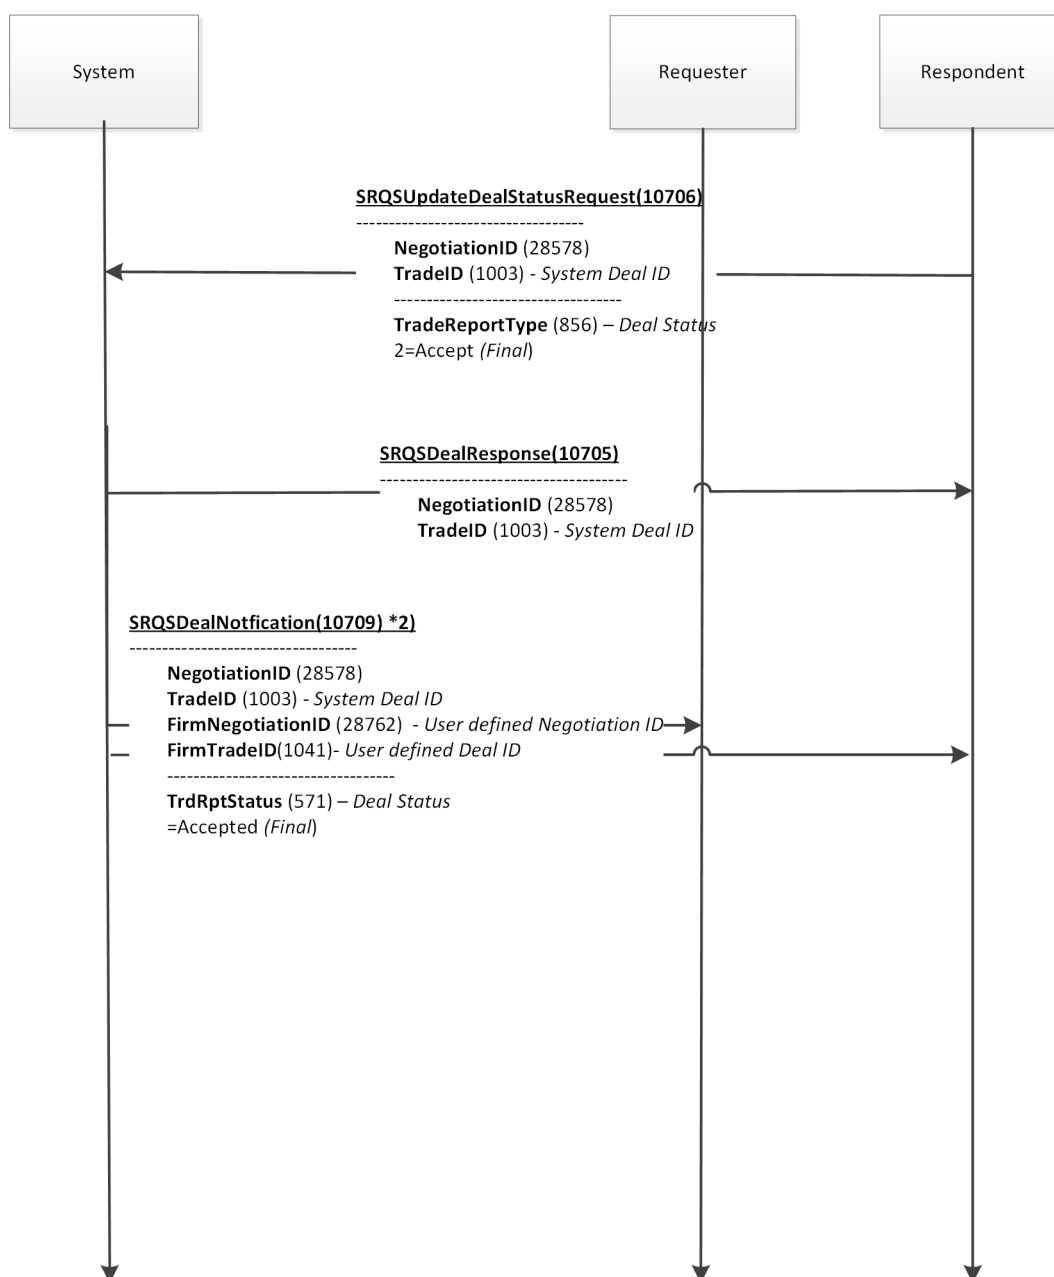 System
Requester
Respondent
SRQSUpdateDealStatusRequest(10706)
-----------------------------------
NegotiationID (28578)
TradeID (1003) - System Deal ID
-----------------------------------
TradeReportType (856) – Deal Status
2=Accept (Final)
SRQSDealResponse(10705)
--------------------------------------
NegotiationID (28578)
TradeID (1003) - System Deal ID
SRQSDealNotfication(10709) *2)
-----------------------------------
NegotiationID (28578)
TradeID (1003) - System Deal ID
FirmNegotiationID (28762)  - User defined Negotiation ID
FirmTradeID(1041)- User defined Deal ID
-----------------------------------
TrdRptStatus (571) – Deal Status
=Accepted (Final)